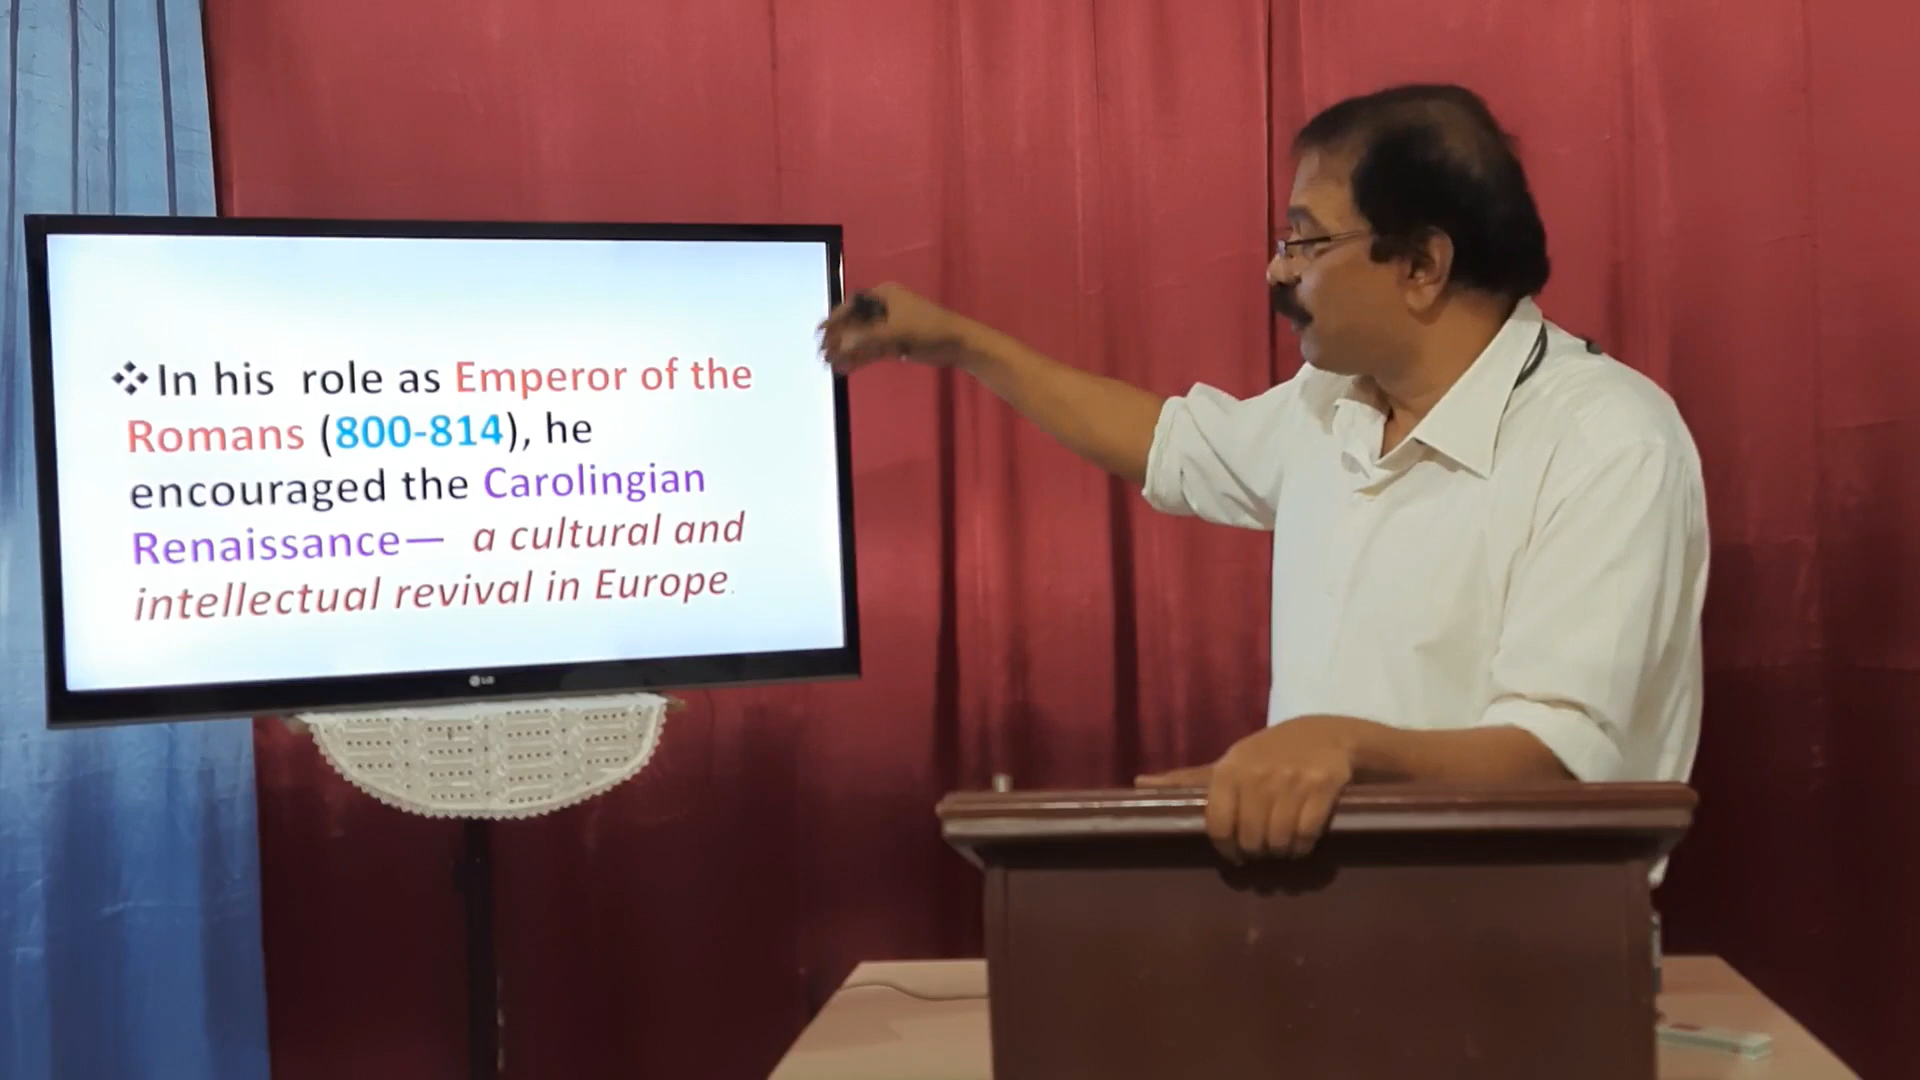 ❖In his role as Emperor of the
Romans (800-814), he
encouraged the Carolingian
Renaissance— a cultural and
intellectual revival in Europe.
LG